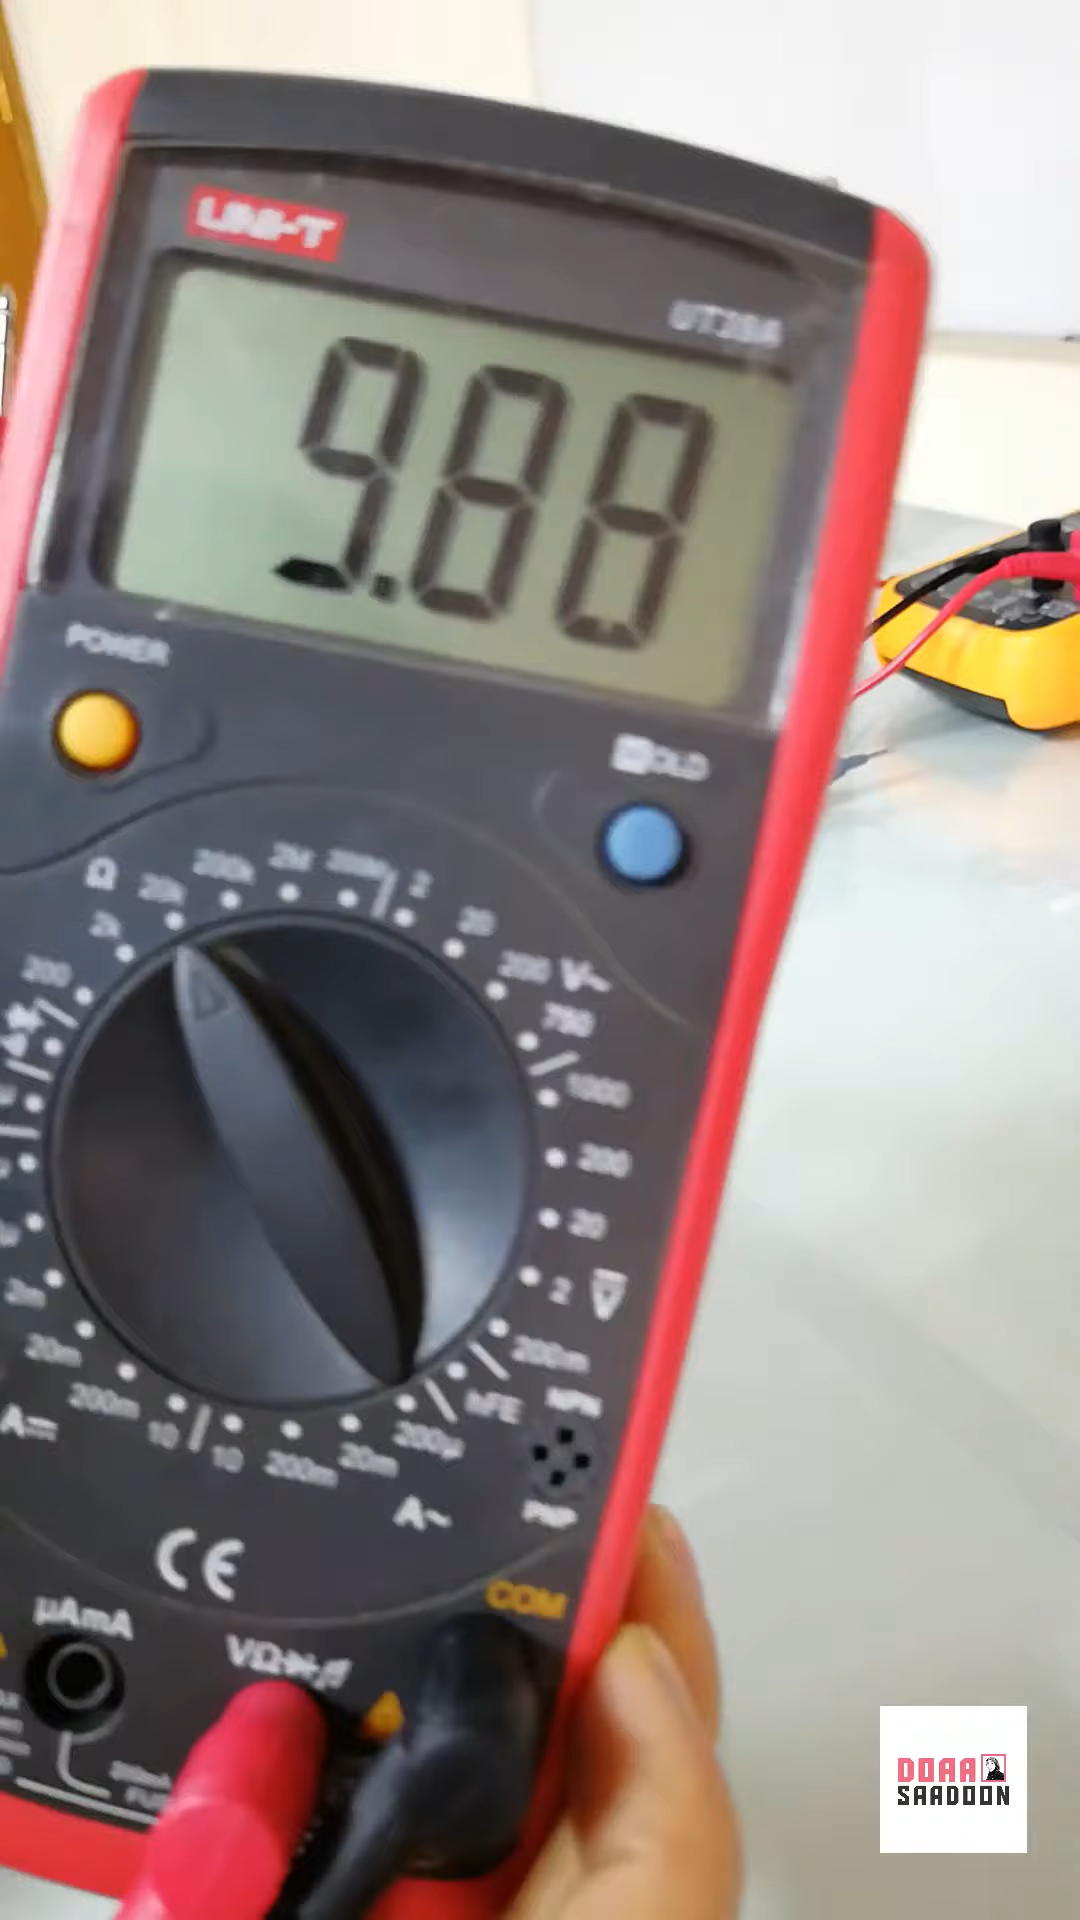 UNI-T
UT39A
9.88
POWER
HOLD
Ω 20k 200k 2M 2
2k 20
200 200 V~
750
1000
200
20
2m 2 V
20m 200m
200m hFE NPN
A 10 10 200m 20m 200µ
A~ PNP
CE
COM
µAmA
VΩ
DOAA
SAADOON